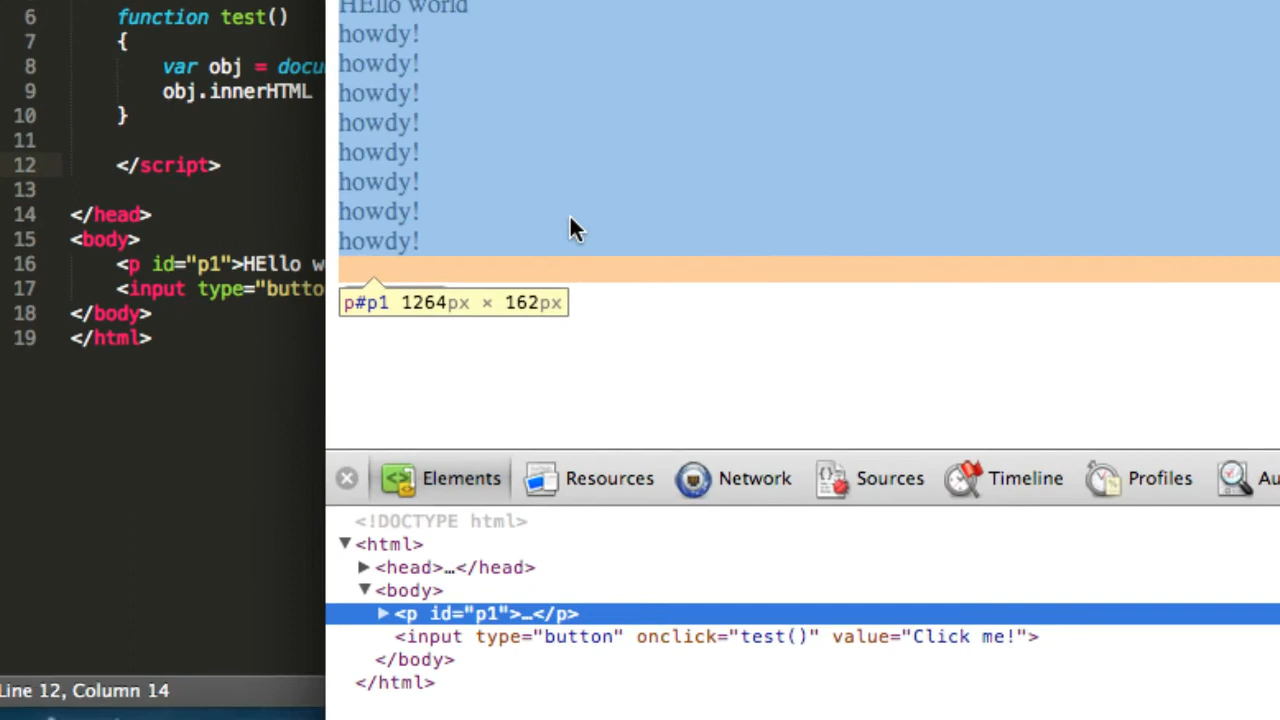 6 function test()
7 {
8 var obj = docu
9 obj.innerHTML
10 }
11
12 </script>
13
14 </head>
15 <body>
16 <p id="p1">HEllo w
17 <input type="butto
18 </body>
19 </html>
Line 12, Column 14
HEllo world
howdy!
howdy!
howdy!
howdy!
howdy!
howdy!
howdy!
howdy!
p#p1 1264px × 162px
Elements Resources Network Sources Timeline Profiles Au
<!DOCTYPE html>
<html>
<head>…</head>
<body>
<p id="p1">…</p>
<input type="button" onclick="test()" value="Click me!">
</body>
</html>